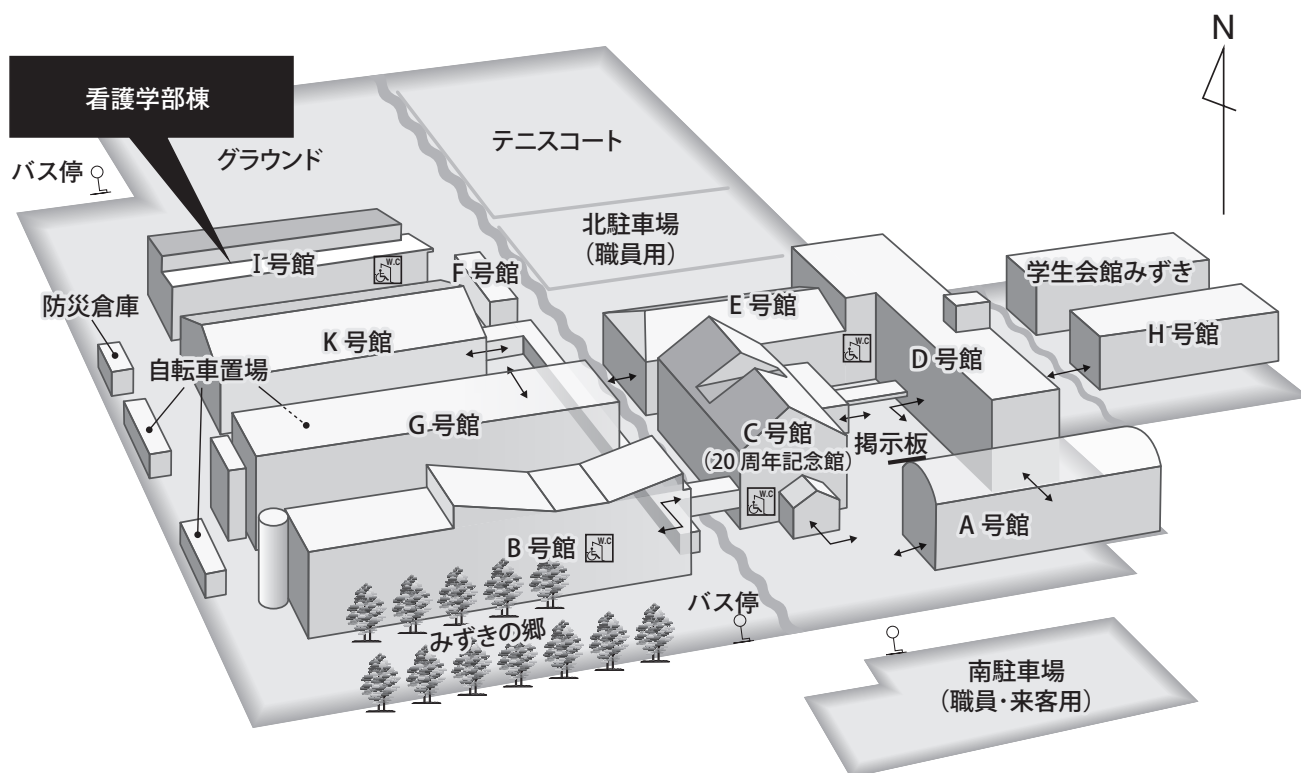 N
看護学部棟
バス停
グラウンド
テニスコート
北駐車場
（職員用）
I 号館
W.C
F 号館
防災倉庫
K 号館
自転車置場
E 号館
W.C
学生会館みずき
H 号館
D 号館
G 号館
C 号館
（20 周年記念館）
掲示板
W.C
A 号館
B 号館
W.C
みずきの郷
バス停
南駐車場
（職員・来客用）